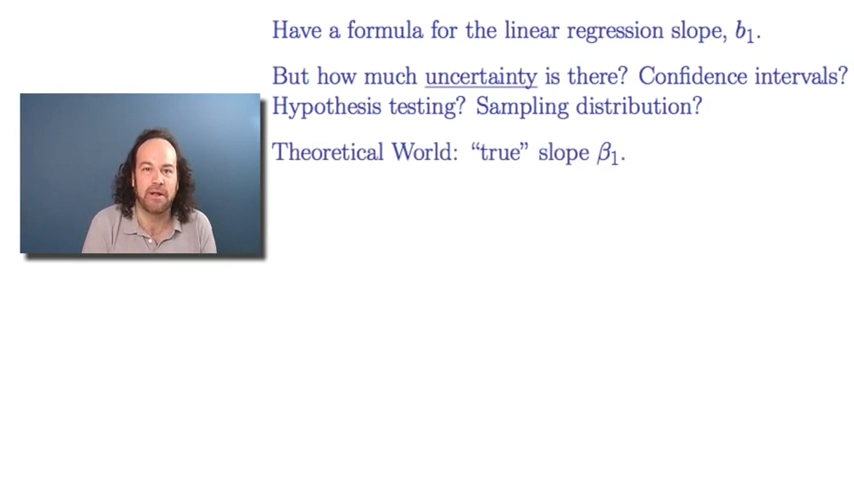 Have a formula for the linear regression slope, b₁.
But how much uncertainty is there? Confidence intervals?
Hypothesis testing? Sampling distribution?
Theoretical World: “true” slope β₁.